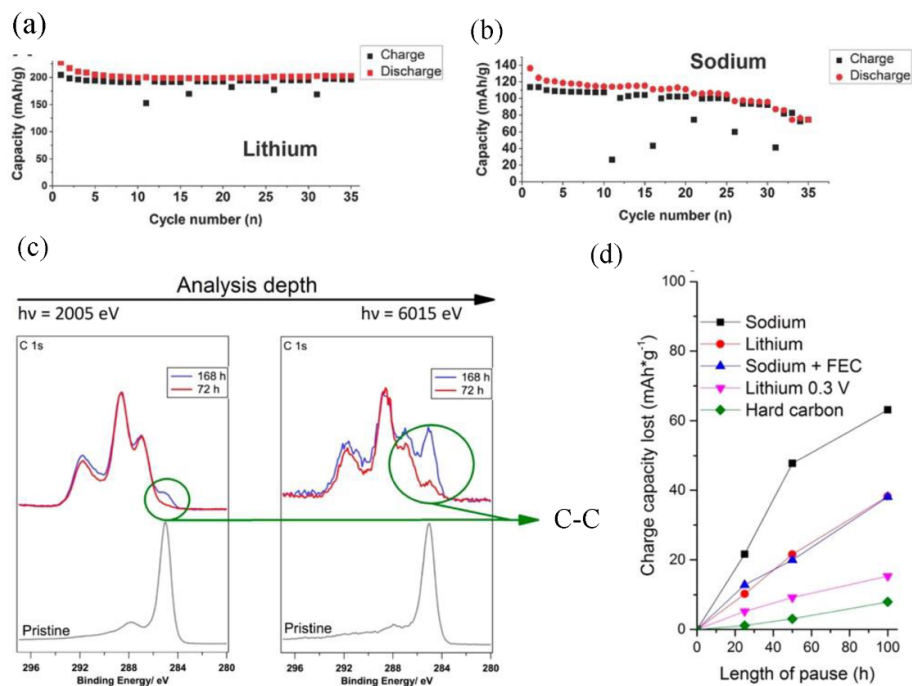 (a)
Charge
Discharge
Capacity (mAh/g)
200
150
100
50
0
Lithium
0 5 10 15 20 25 30 35
Cycle number (n)
(b)
Sodium
Charge
Discharge
Capacity (mAh/g)
140
120
100
80
60
40
20
0
0 5 10 15 20 25 30 35
Cycle number (n)
(c)
Analysis depth
hν = 2005 eV
hν = 6015 eV
C 1s
168 h
72 h
Pristine
296 292 288 284 280
Binding Energy/ eV
C 1s
168 h
72 h
Pristine
296 292 288 284 280
Binding Energy/ eV
C-C
(d)
Charge capacity lost (mAh*g⁻¹)
100
80
60
40
20
0
Sodium
Lithium
Sodium + FEC
Lithium 0.3 V
Hard carbon
0 20 40 60 80 100
Length of pause (h)